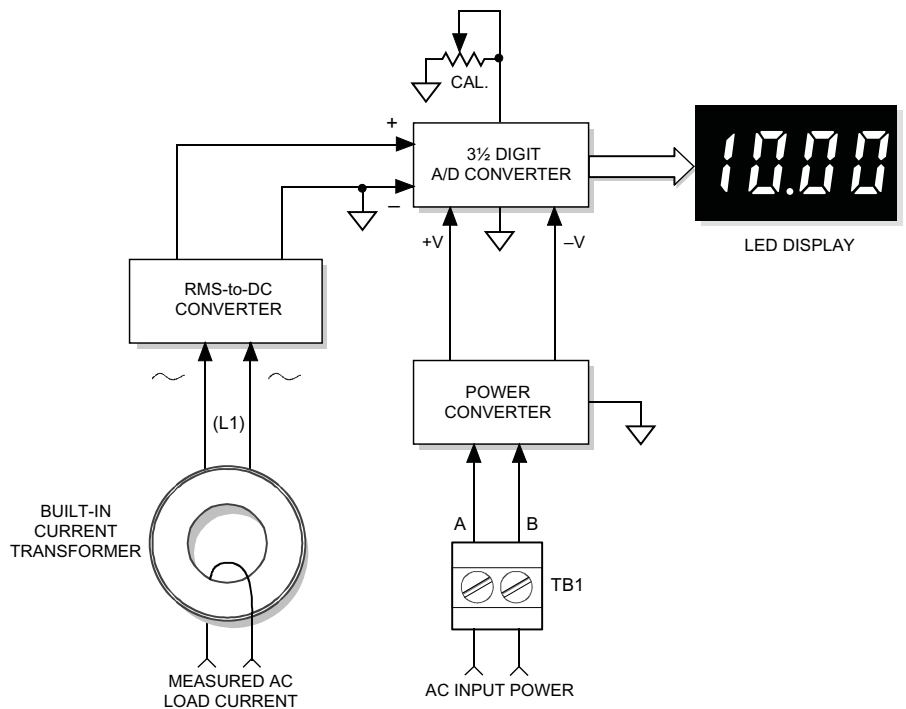 CAL.
+
3½ DIGIT
A/D CONVERTER
–
10.00
LED DISPLAY
+V
–V
RMS-to-DC
CONVERTER
POWER
CONVERTER
(L1)
BUILT-IN
CURRENT
TRANSFORMER
A
B
TB1
MEASURED AC
LOAD CURRENT
AC INPUT POWER